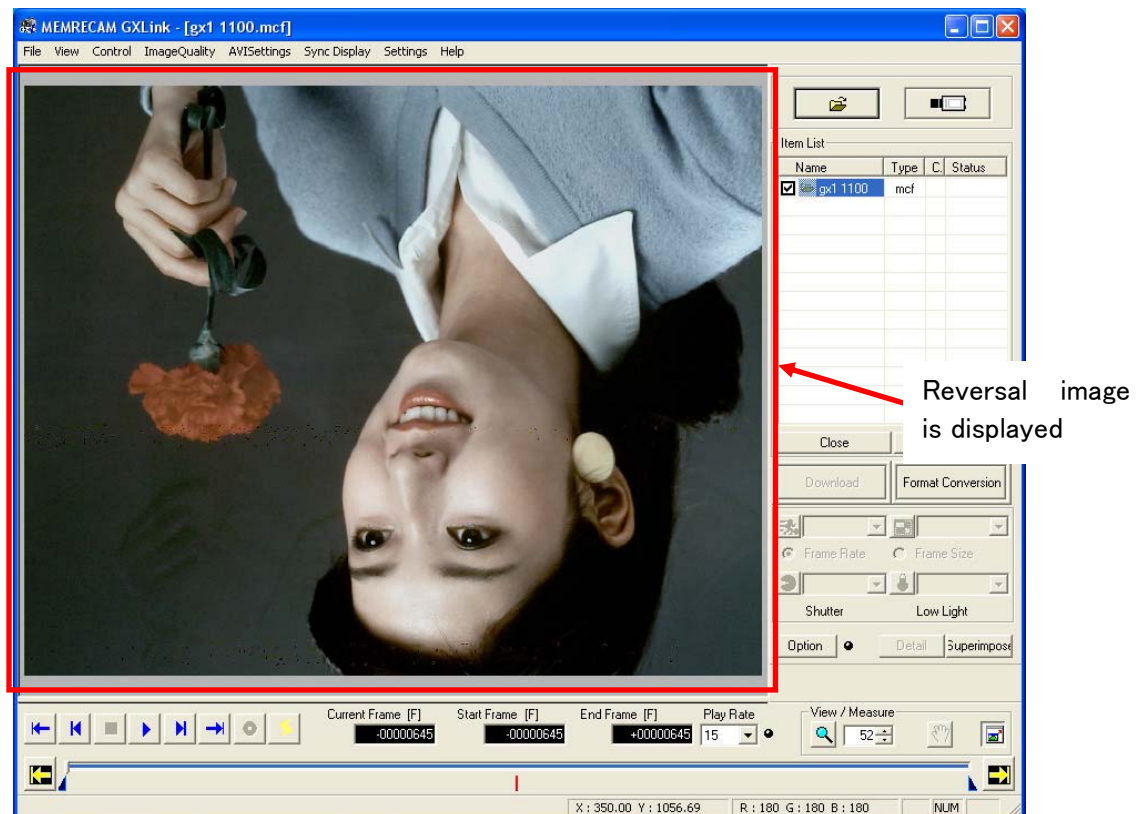 MEMRECAM GXLink - [gx1 1100.mcf]
File View Control ImageQuality AVISettings Sync Display Settings Help
Item List
Name Type C. Status
gx1 1100 mcf
Reversal image
is displayed
Close
Download Format Conversion
Frame Rate Frame Size
Shutter Low Light
Option Detail Superimpose
Current Frame [F] Start Frame [F] End Frame [F] Play Rate View / Measure
-00000645 -00000645 +00000645 15 52
X : 350.00 Y : 1056.69 R : 180 G : 180 B : 180 NUM